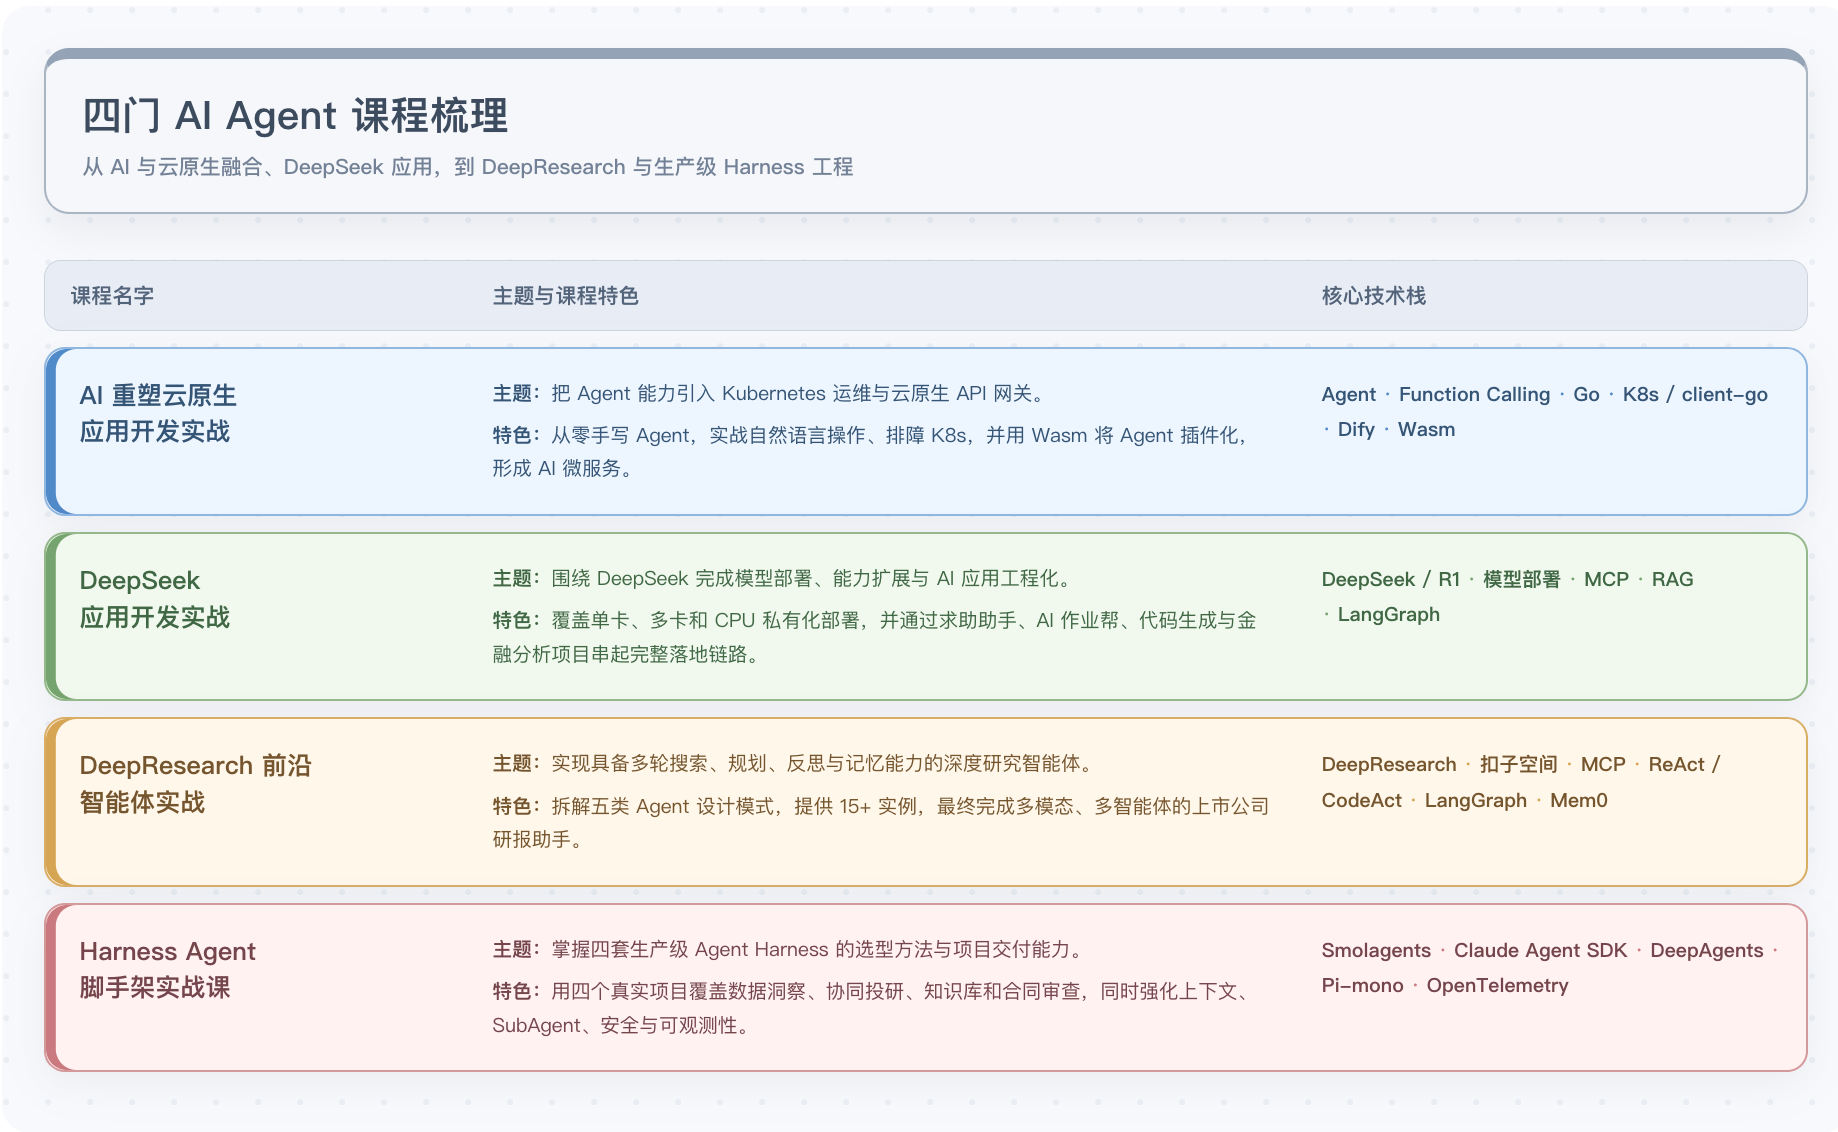 四门 AI Agent 课程梳理
从 AI 与云原生融合、DeepSeek 应用，到 DeepResearch 与生产级 Harness 工程
课程名字
主题与课程特色
核心技术栈
AI 重塑云原生
应用开发实战
主题：把 Agent 能力引入 Kubernetes 运维与云原生 API 网关。
特色：从零手写 Agent，实战自然语言操作、排障 K8s，并用 Wasm 将 Agent 插件化，
形成 AI 微服务。
Agent · Function Calling · Go · K8s / client-go
· Dify · Wasm
DeepSeek
应用开发实战
主题：围绕 DeepSeek 完成模型部署、能力扩展与 AI 应用工程化。
特色：覆盖单卡、多卡和 CPU 私有化部署，并通过求助助手、AI 作业帮、代码生成与金
融分析项目串起完整落地链路。
DeepSeek / R1 · 模型部署 · MCP · RAG
· LangGraph
DeepResearch 前沿
智能体实战
主题：实现具备多轮搜索、规划、反思与记忆能力的深度研究智能体。
特色：拆解五类 Agent 设计模式，提供 15+ 实例，最终完成多模态、多智能体的上市公司
研报助手。
DeepResearch · 扣子空间 · MCP · ReAct /
CodeAct · LangGraph · Mem0
Harness Agent
脚手架实战课
主题：掌握四套生产级 Agent Harness 的选型方法与项目交付能力。
特色：用四个真实项目覆盖数据洞察、协同投研、知识库和合同审查，同时强化上下文、
SubAgent、安全与可观测性。
Smolagents · Claude Agent SDK · DeepAgents ·
Pi-mono · OpenTelemetry